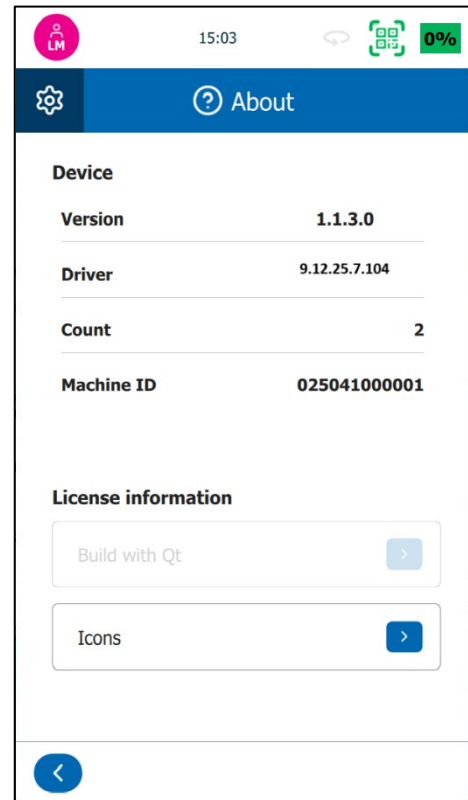 LM 15:03 0%
About
Device
Version 1.1.3.0
Driver 9.12.25.7.104
Count 2
Machine ID 025041000001
License information
Build with Qt
Icons